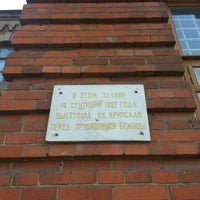 В ЭТОМ ЗДАНИИ
16 СЕНТЯБРЯ 1927 ГОДА
ВЫСТУПАЛА Н.К. КРУПСКАЯ
ПЕРЕД ТРУДЯЩИМИСЯ БЕЖИЦЫ